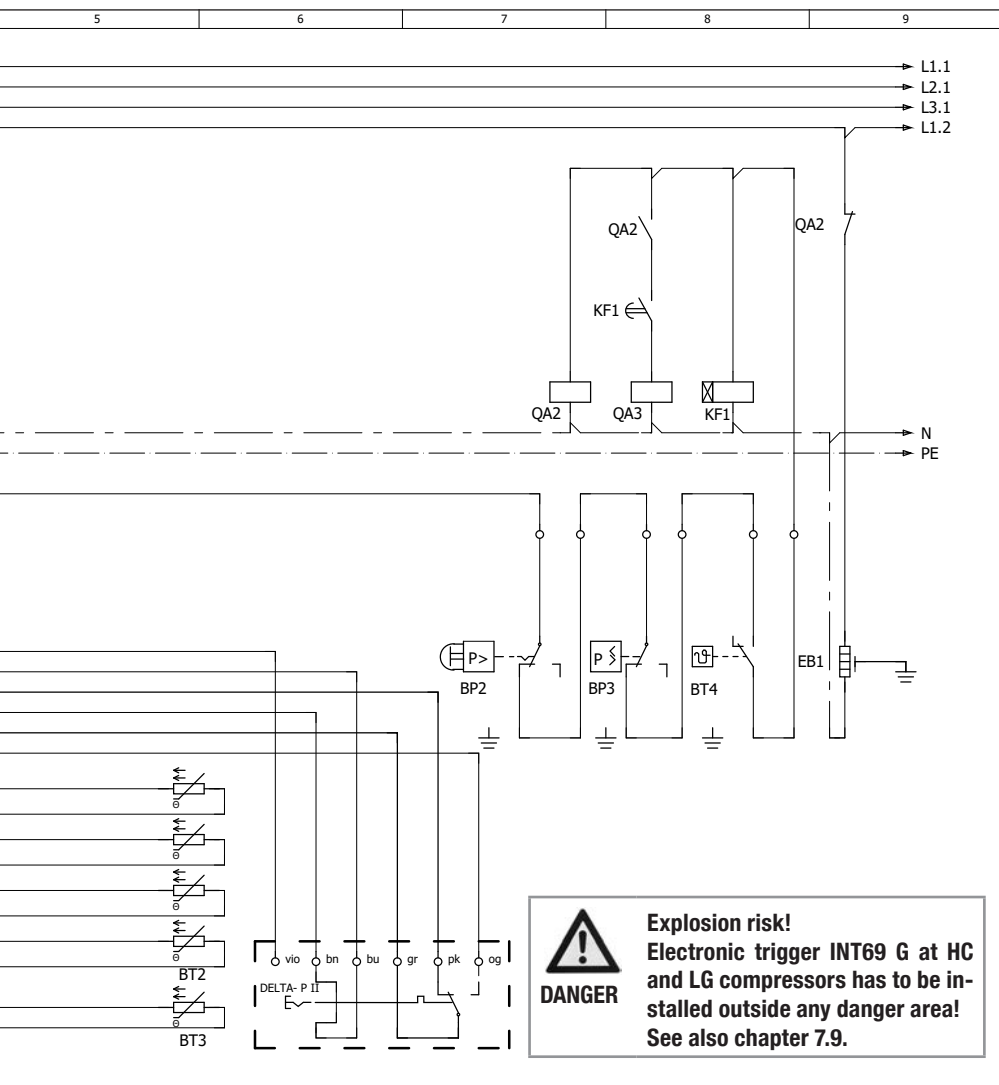 5 6 7 8 9
L1.1
L2.1
L3.1
L1.2
QA2 QA2
KF1
QA2 QA3 KF1
N
PE
P> P ϑ EB1
BP2 BP3 BT4
Θ
Θ
Θ
Θ
BT2
Θ
BT3
vio bn bu gr pk og
DELTA- P II
DANGER
Explosion risk!
Electronic trigger INT69 G at HC
and LG compressors has to be in-
stalled outside any danger area!
See also chapter 7.9.